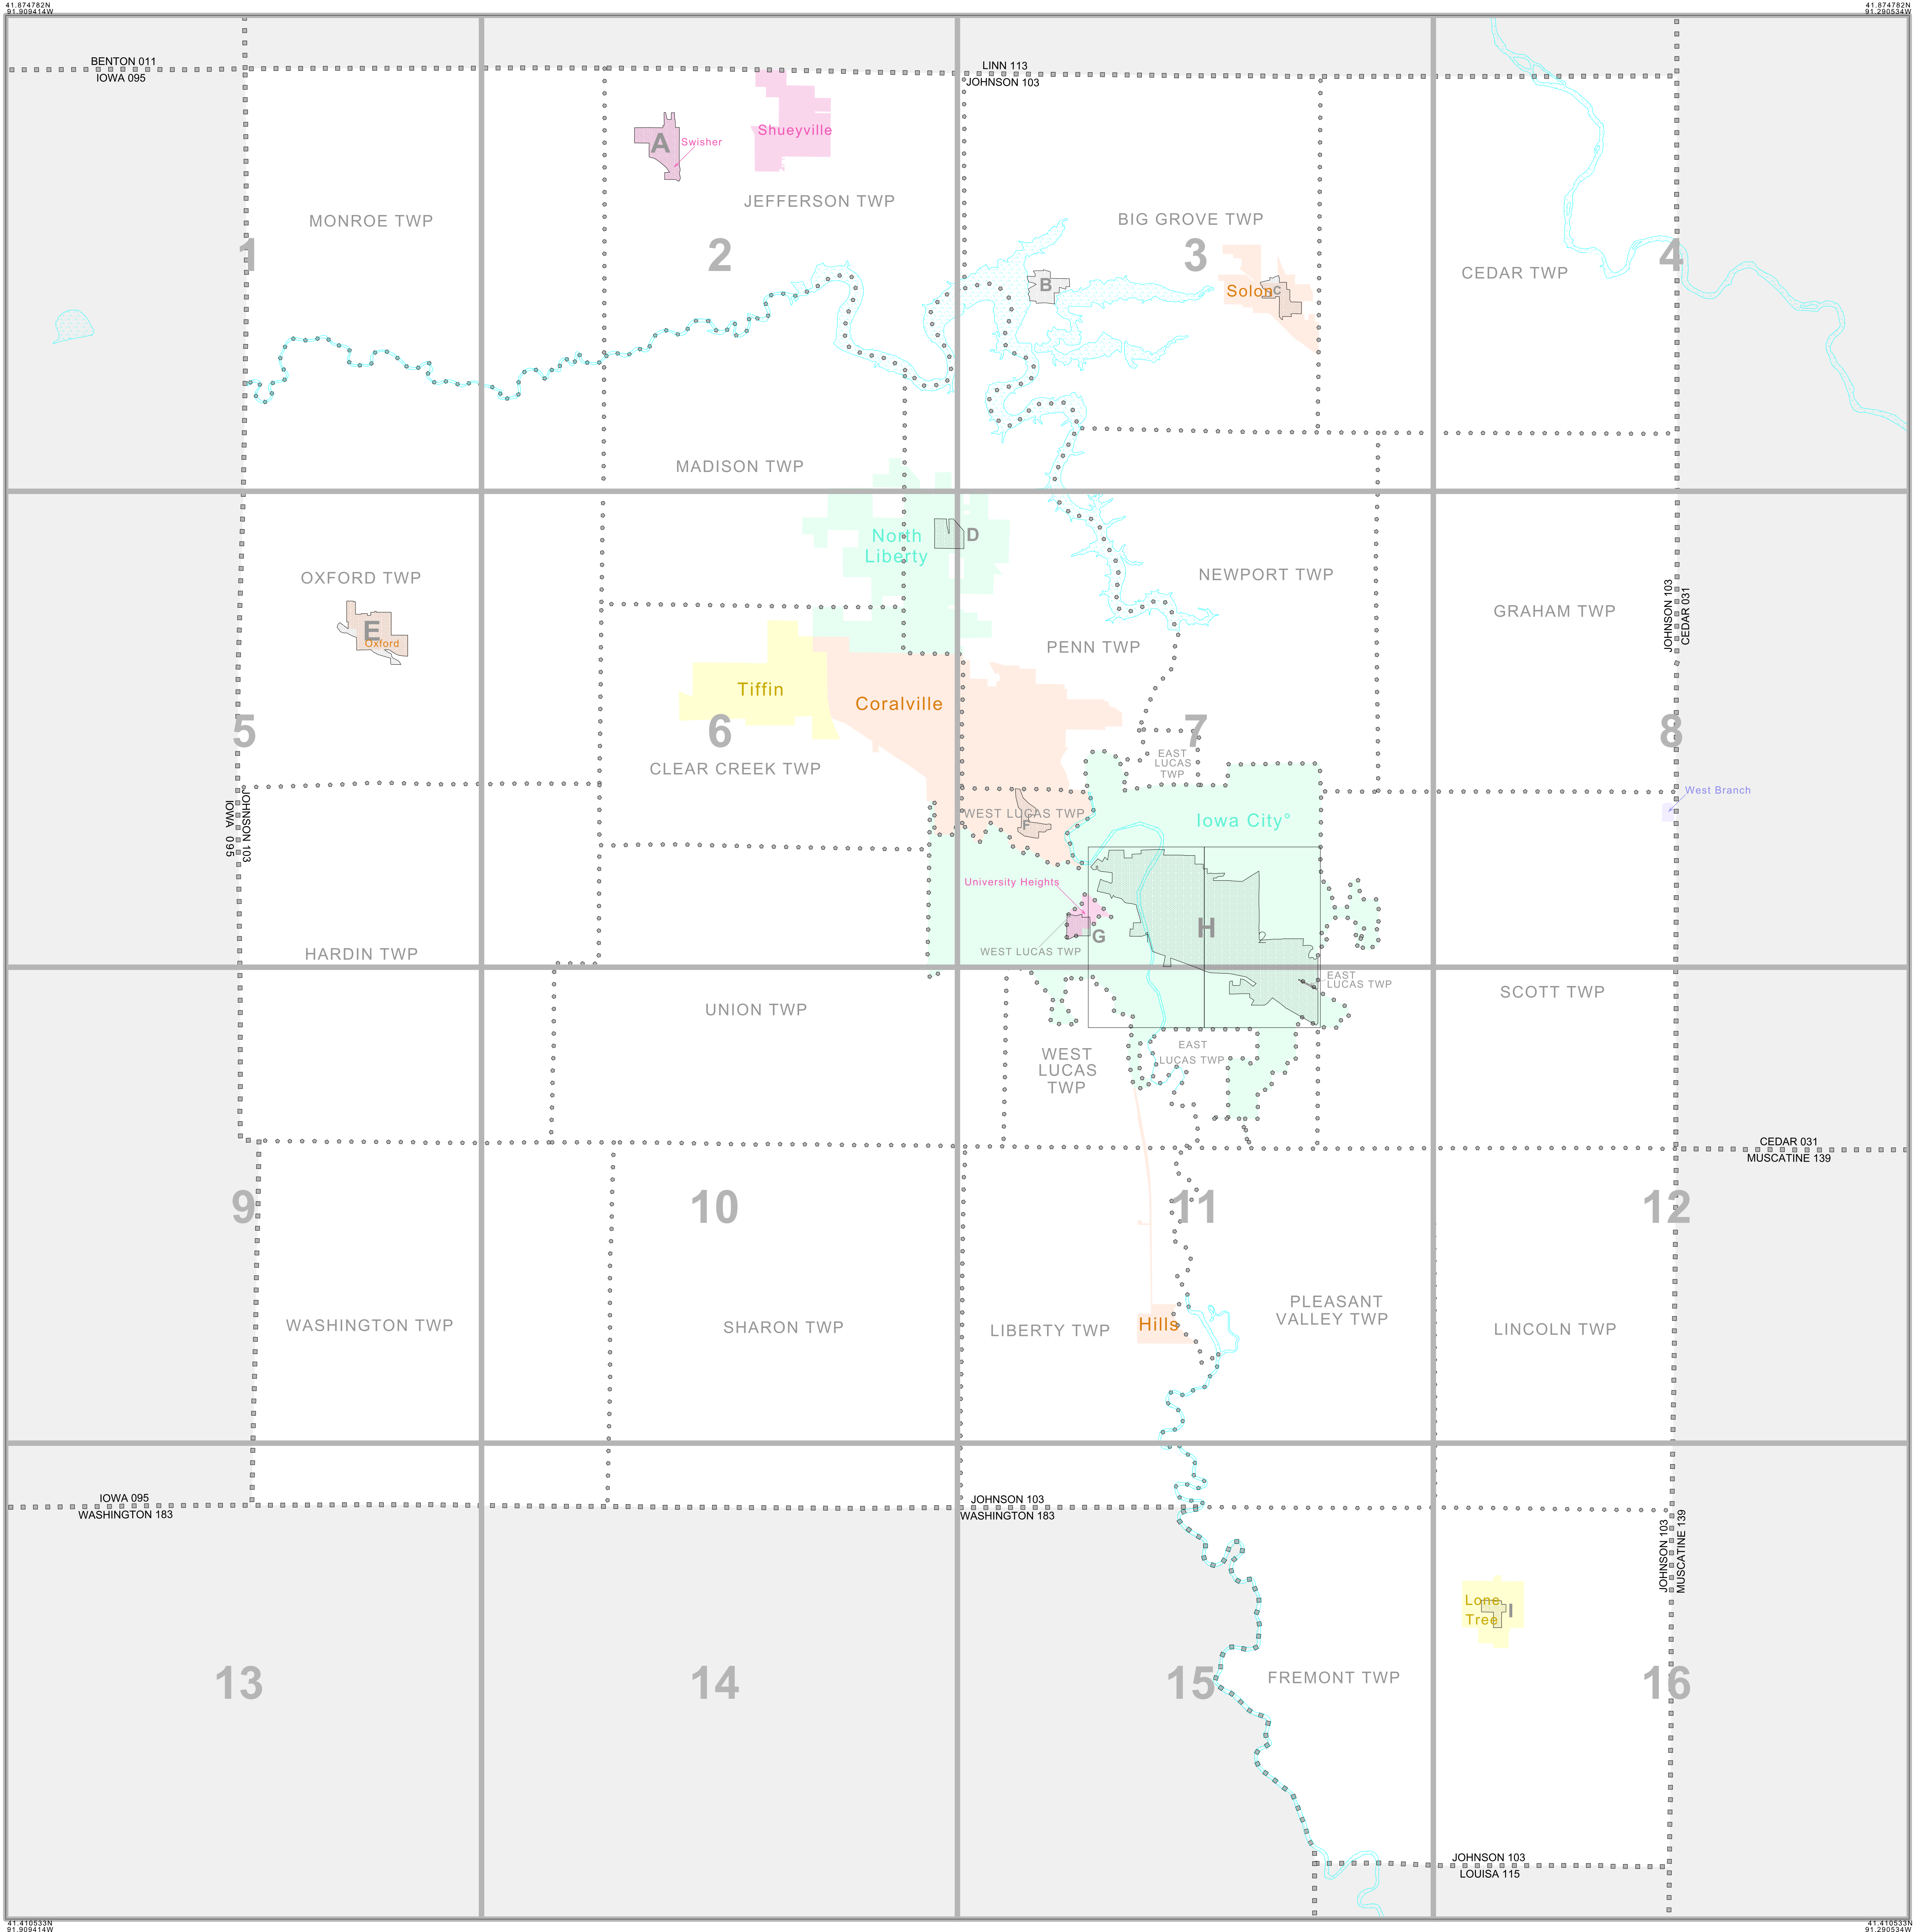 41.874782N
91.909414W
41.874782N
91.290534W
BENTON 011
IOWA 095
LINN 113
JOHNSON 103
A
Swisher
Shueyville
JEFFERSON TWP
MONROE TWP
BIG GROVE TWP
1
2
3
4
CEDAR TWP
B
Solon
C
MADISON TWP
North
Liberty
D
OXFORD TWP
NEWPORT TWP
GRAHAM TWP
JOHNSON 103
CEDAR 031
E
Oxford
PENN TWP
Tiffin
Coralville
5
6
7
8
EAST
LUCAS
TWP
CLEAR CREEK TWP
West Branch
IOWA 095
JOHNSON 103
WEST LUCAS TWP
F
Iowa City°
University Heights
G
H
WEST LUCAS TWP
HARDIN TWP
EAST
LUCAS TWP
SCOTT TWP
UNION TWP
WEST
LUCAS
TWP
EAST
LUCAS TWP
CEDAR 031
MUSCATINE 139
9
10
11
12
WASHINGTON TWP
SHARON TWP
LIBERTY TWP
Hills
PLEASANT
VALLEY TWP
LINCOLN TWP
IOWA 095
WASHINGTON 183
JOHNSON 103
WASHINGTON 183
JOHNSON 103
MUSCATINE 139
Lone
Tree
I
13
14
15
FREMONT TWP
16
JOHNSON 103
LOUISA 115
41.410533N
91.909414W
41.410533N
91.290534W